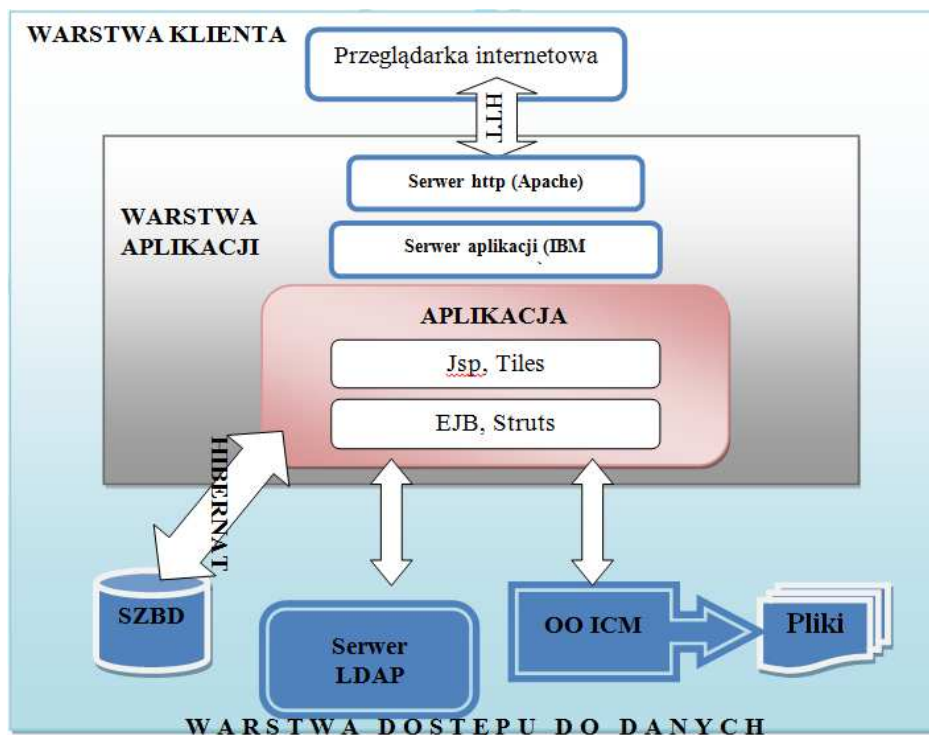 WARSTWA KLIENTA
Przeglądarka internetowa
HTT
Serwer http (Apache)
WARSTWA
APLIKACJI
Serwer aplikacji (IBM
APLIKACJA
Jsp, Tiles
EJB, Struts
HIBERNAT
SZBD
Serwer
LDAP
OO ICM
Pliki
WARSTWA DOSTEPU DO DANYCH